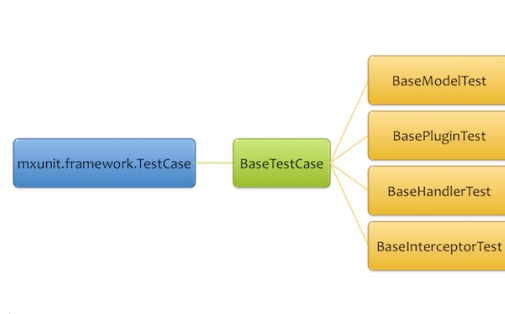 mxunit.framework.TestCase
BaseTestCase
BaseModelTest
BasePluginTest
BaseHandlerTest
BaseInterceptorTest